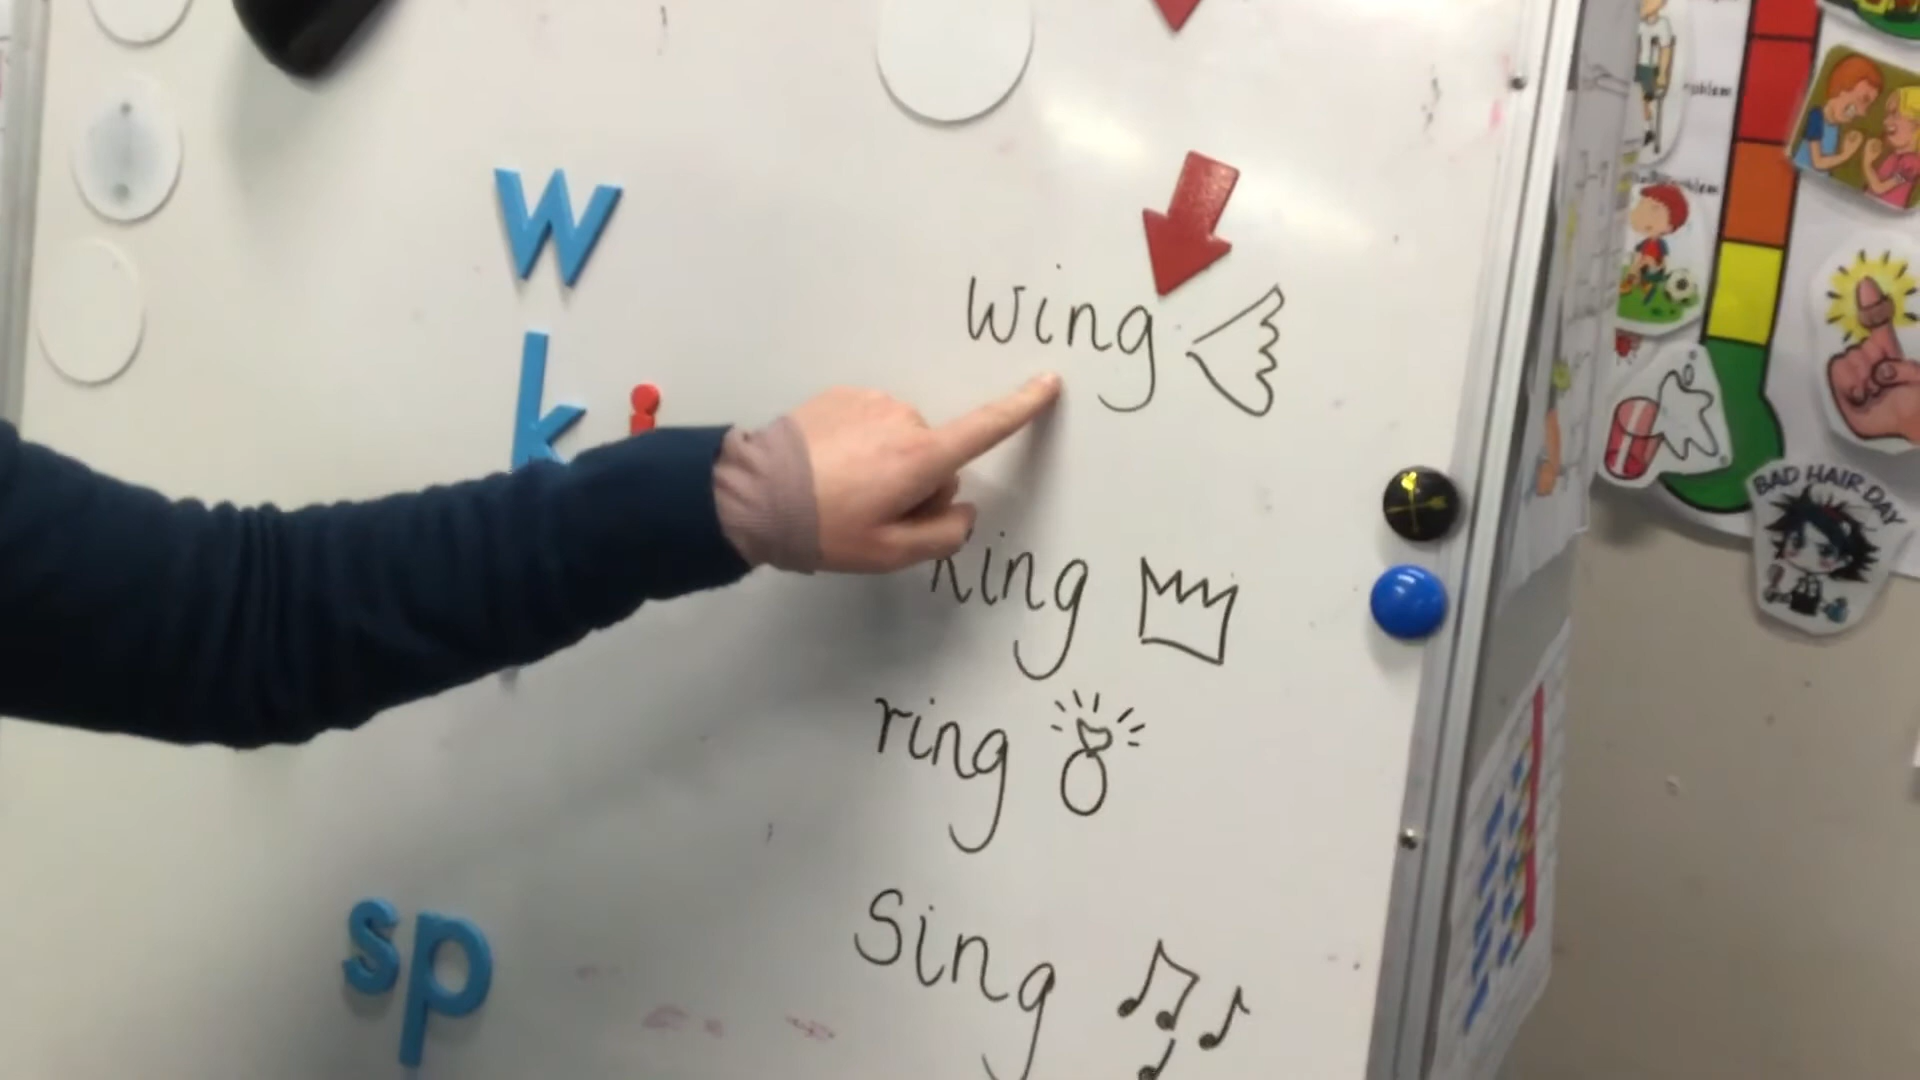 w
wing
k i
king
ring
sing
sp
BAD HAIR DAY